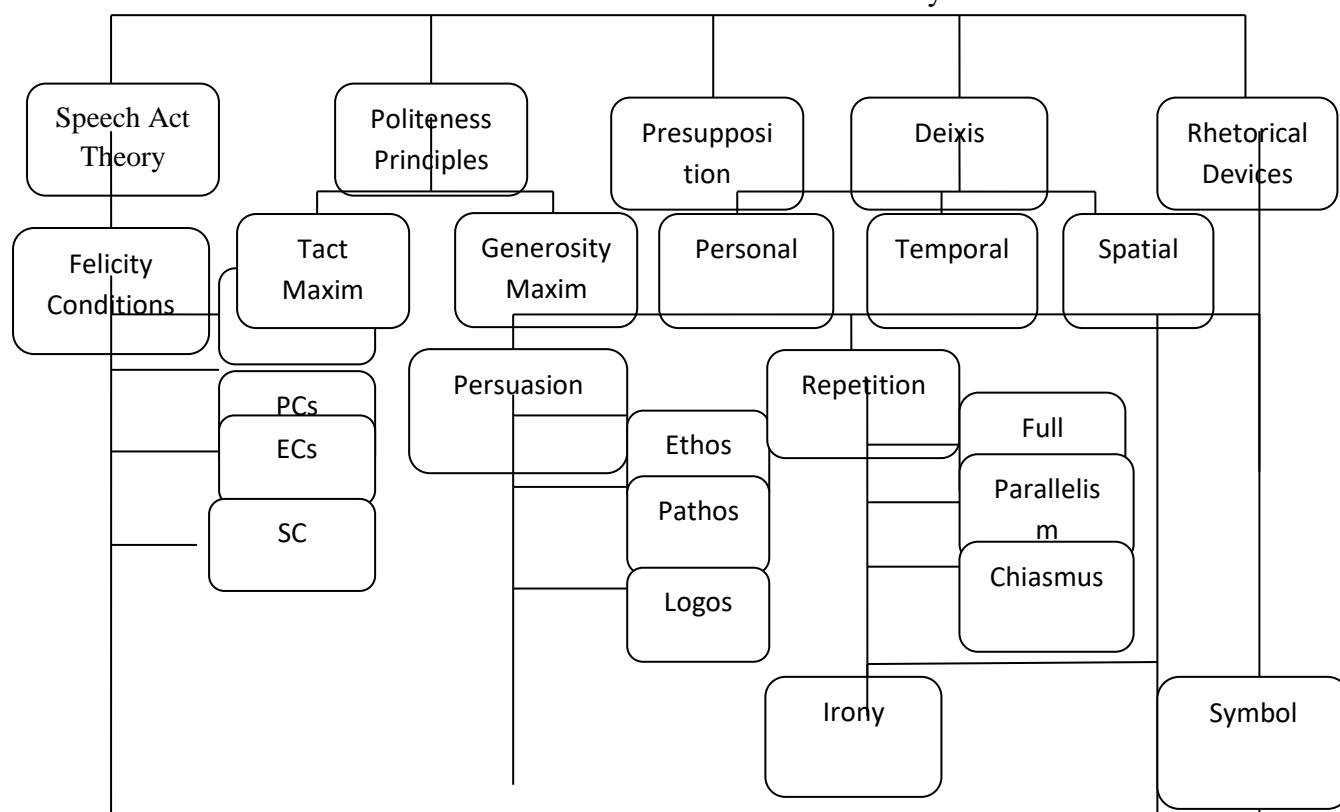 Speech Act
Theory
Politeness
Principles
Presupposi
tion
Deixis
Rhetorical
Devices
Felicity
Conditions
Tact
Maxim
Generosity
Maxim
Personal
Temporal
Spatial
Persuasion
Repetition
PCs
ECs
SC
Ethos
Pathos
Logos
Full
Parallelis
m
Chiasmus
Irony
Symbol